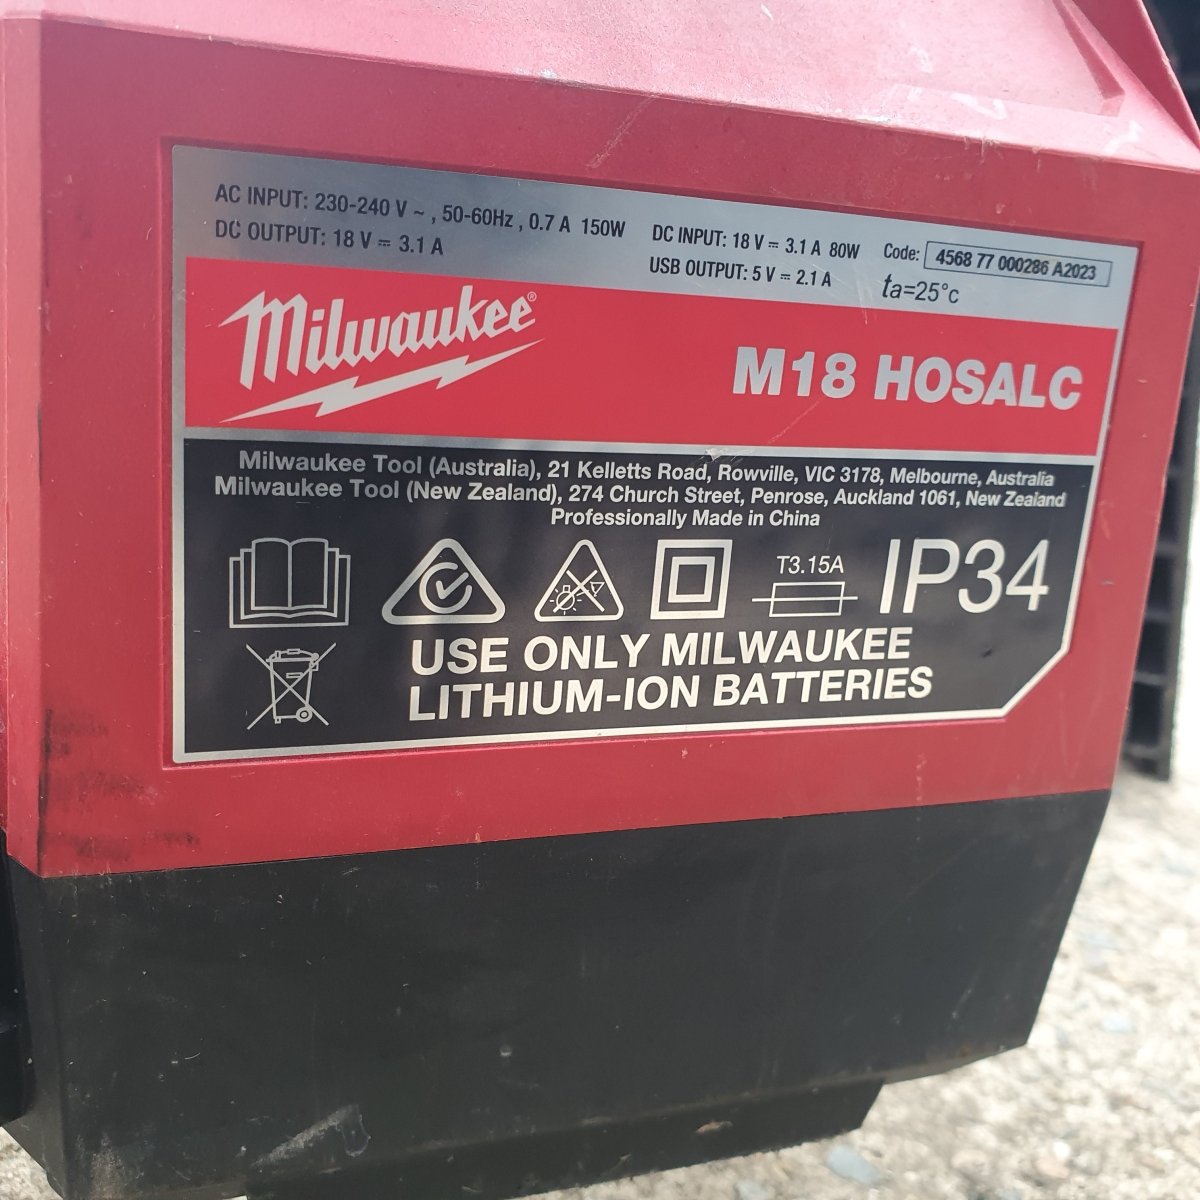 AC INPUT: 230-240 V ~ , 50-60Hz , 0.7 A 150W
DC OUTPUT: 18 V ⎓ 3.1 A
DC INPUT: 18 V ⎓ 3.1 A 80W
USB OUTPUT: 5 V ⎓ 2.1 A
Code: 4568 77 000286 A2023
ta=25°c
Milwaukee®
M18 HOSALC
Milwaukee Tool (Australia), 21 Kelletts Road, Rowville, VIC 3178, Melbourne, Australia
Milwaukee Tool (New Zealand), 274 Church Street, Penrose, Auckland 1061, New Zealand
Professionally Made in China
T3.15A
IP34
USE ONLY MILWAUKEE
LITHIUM-ION BATTERIES